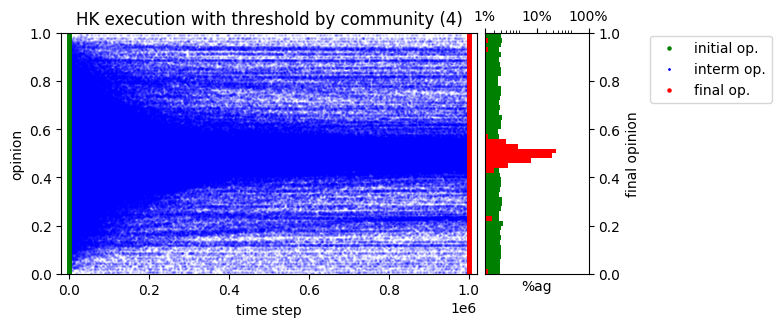 HK execution with threshold by community (4)
1% 10% 100%
1.0 0.8 0.6 0.4 0.2 0.0
opinion
0.0 0.2 0.4 0.6 0.8 1.0
1e6
time step
%ag
1.0 0.8 0.6 0.4 0.2 0.0
final opinion
initial op.
interm op.
final op.